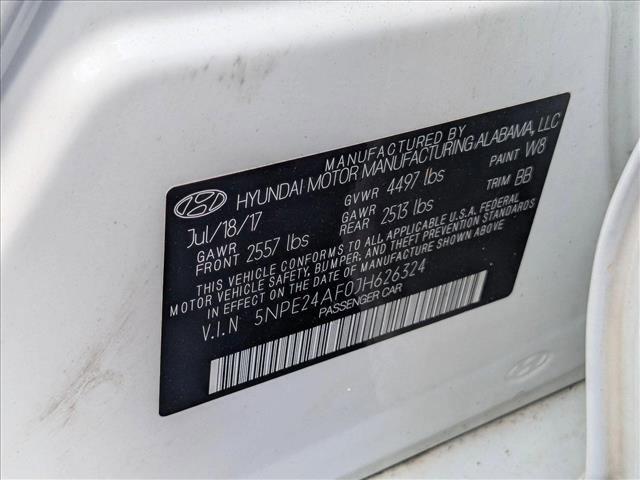 MANUFACTURED BY
HYUNDAI MOTOR MANUFACTURING ALABAMA, LLC
Jul/18/17 GVWR 4497 lbs PAINT W8
GAWR FRONT 2557 lbs GAWR REAR 2513 lbs TRIM BB
THIS VEHICLE CONFORMS TO ALL APPLICABLE U.S.A. FEDERAL
MOTOR VEHICLE SAFETY, BUMPER, AND THEFT PREVENTION STANDARDS
IN EFFECT ON THE DATE OF MANUFACTURE SHOWN ABOVE.
V.I.N 5NPE24AF0JH626324
PASSENGER CAR